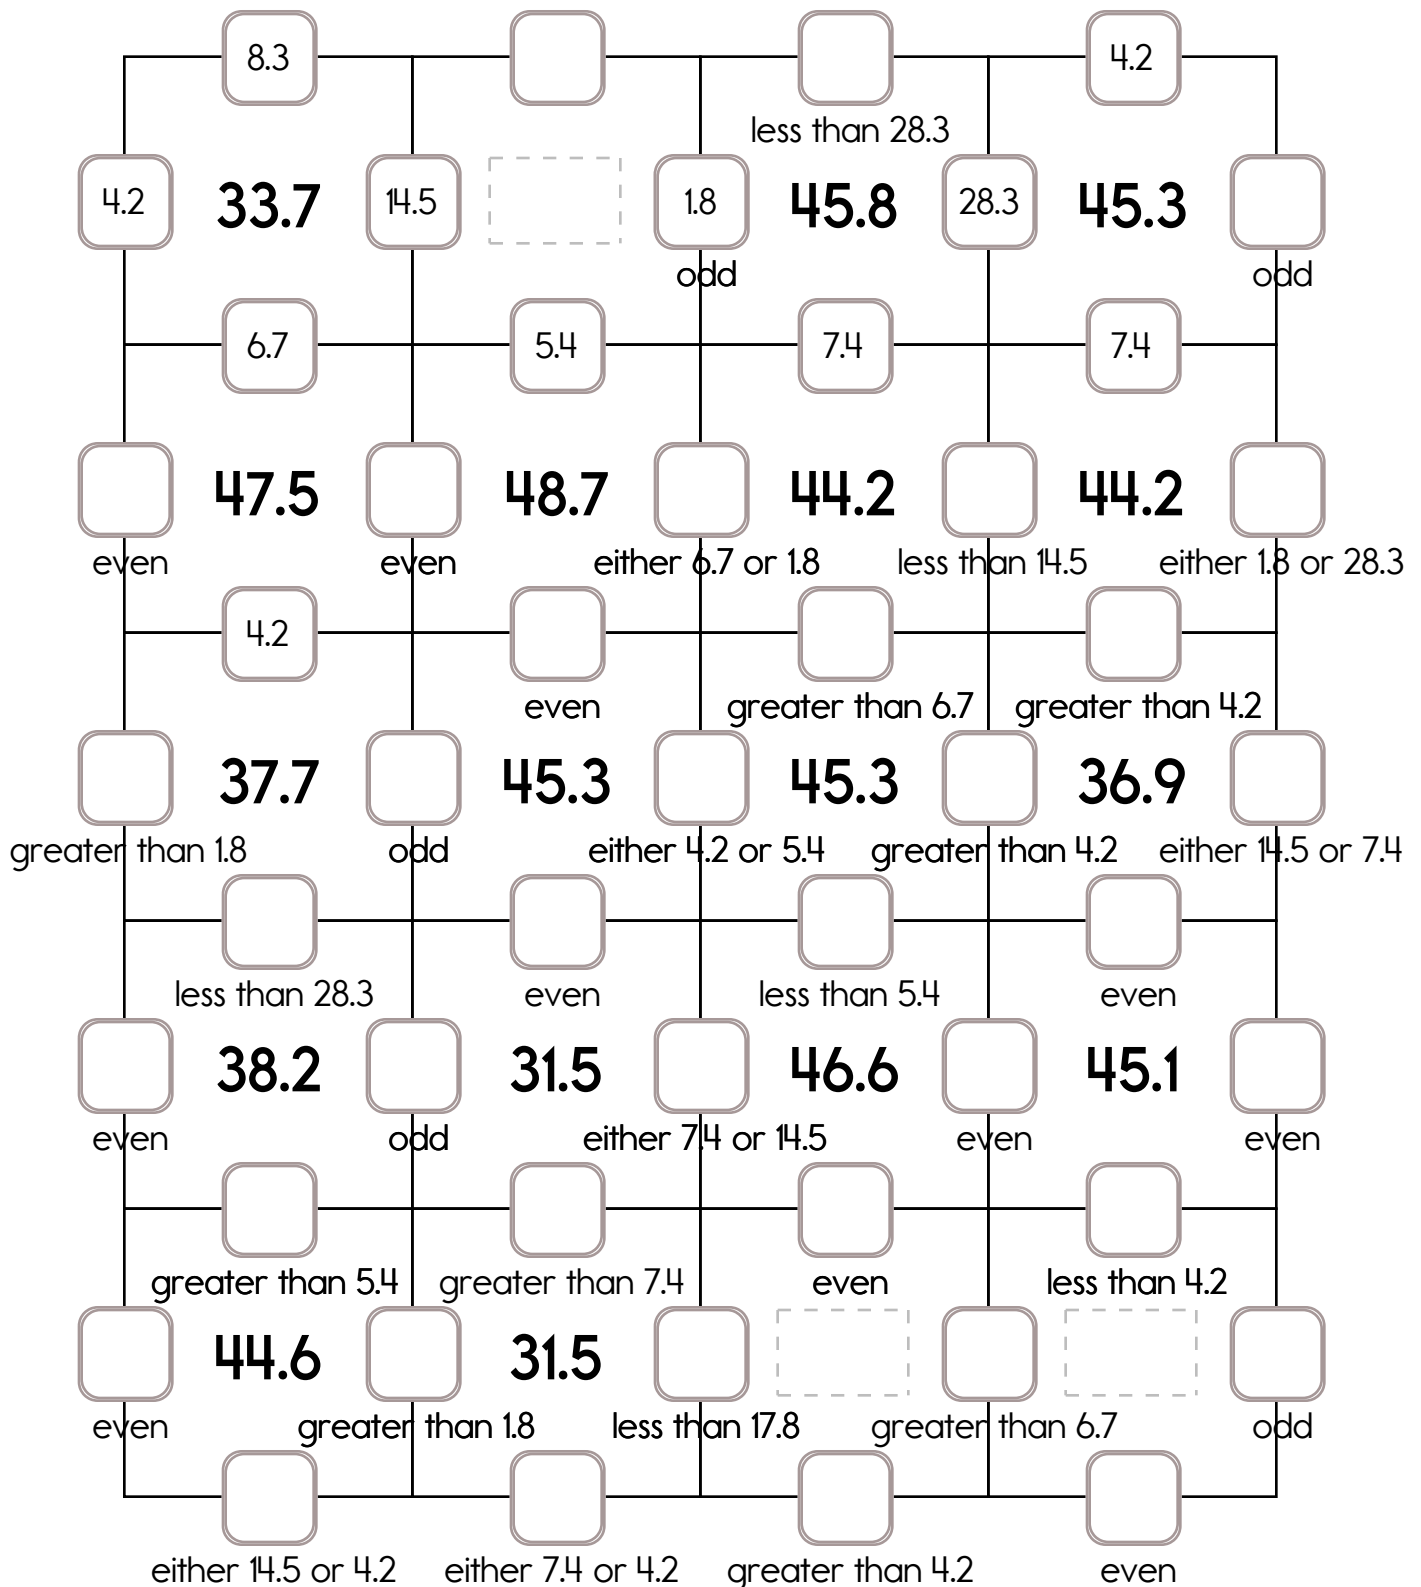 8.3 4.2
less than 28.3
4.2 33.7 14.5 1.8 45.8 28.3 45.3
odd odd
6.7 5.4 7.4 7.4
47.5 48.7 44.2 44.2
even even either 6.7 or 1.8 less than 14.5 either 1.8 or 28.3
4.2
even greater than 6.7 greater than 4.2
37.7 45.3 45.3 36.9
greater than 1.8 odd either 4.2 or 5.4 greater than 4.2 either 14.5 or 7.4
less than 28.3 even less than 5.4 even
38.2 31.5 46.6 45.1
even odd either 7.4 or 14.5 even even
greater than 5.4 greater than 7.4 even less than 4.2
44.6 31.5
even greater than 1.8 less than 17.8 greater than 6.7 odd
either 14.5 or 4.2 either 7.4 or 4.2 greater than 4.2 even